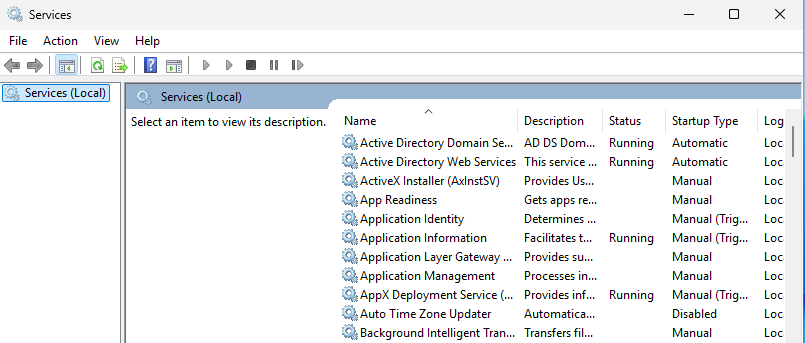 Services
File Action View Help
Services (Local)
Services (Local)
Select an item to view its description.
Name Description Status Startup Type Log
Active Directory Domain Se... AD DS Dom... Running Automatic Loc
Active Directory Web Services This service ... Running Automatic Loc
ActiveX Installer (AxInstSV) Provides Us... Manual Loc
App Readiness Gets apps re... Manual Loc
Application Identity Determines ... Manual (Trig... Loc
Application Information Facilitates t... Running Manual (Trig... Loc
Application Layer Gateway ... Provides su... Manual Loc
Application Management Processes in... Manual Loc
AppX Deployment Service (... Provides inf... Running Manual (Trig... Loc
Auto Time Zone Updater Automatica... Disabled Loc
Background Intelligent Tran... Transfers fil... Manual Loc